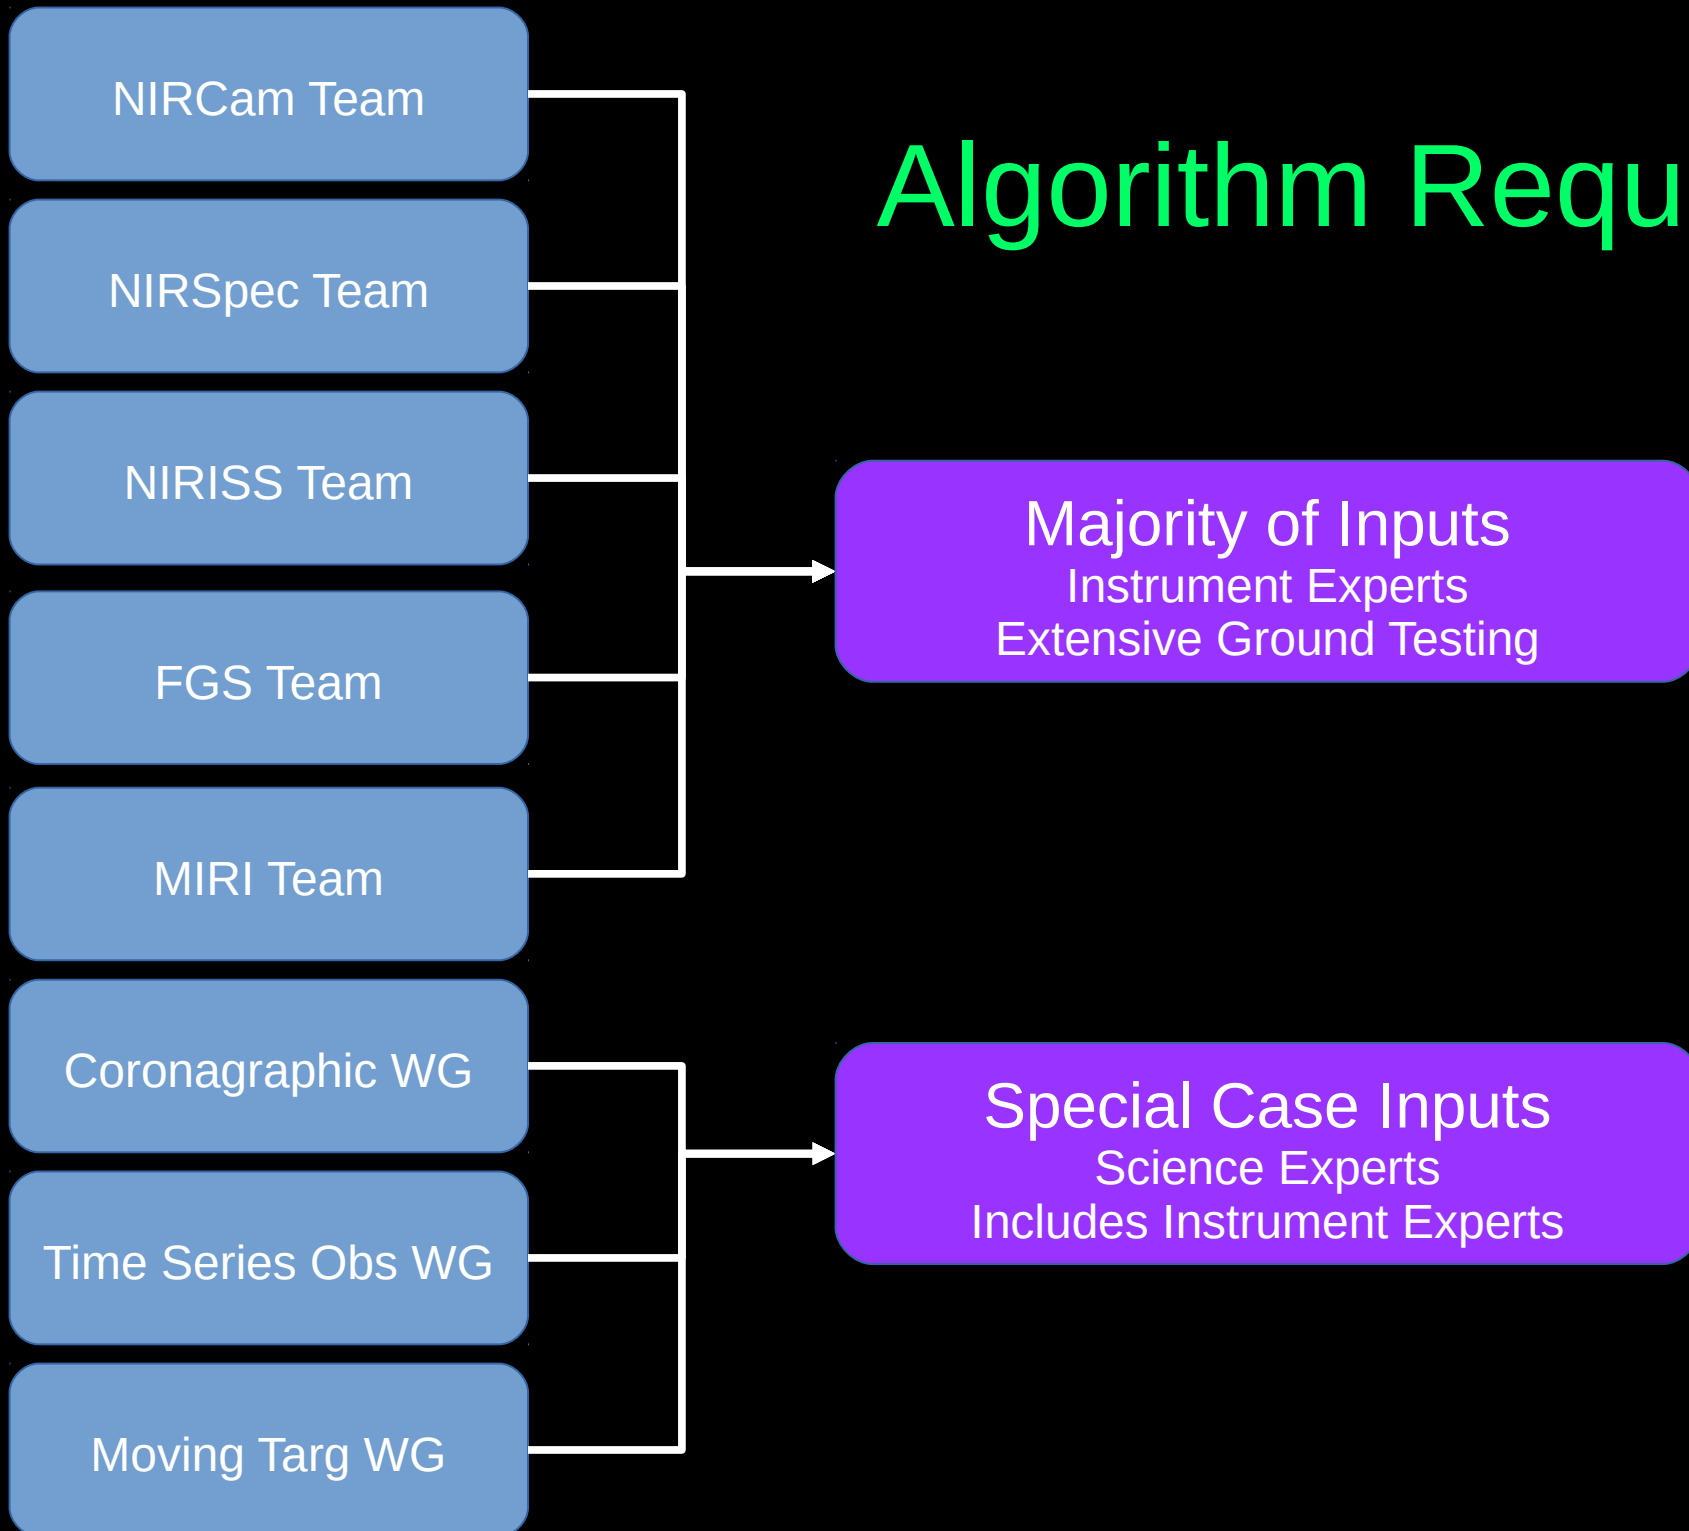 NIRCam Team
NIRSpec Team
NIRISS Team
FGS Team
MIRI Team
Coronagraphic WG
Time Series Obs WG
Moving Targ WG
Algorithm Requ
Majority of Inputs
Instrument Experts
Extensive Ground Testing
Special Case Inputs
Science Experts
Includes Instrument Experts